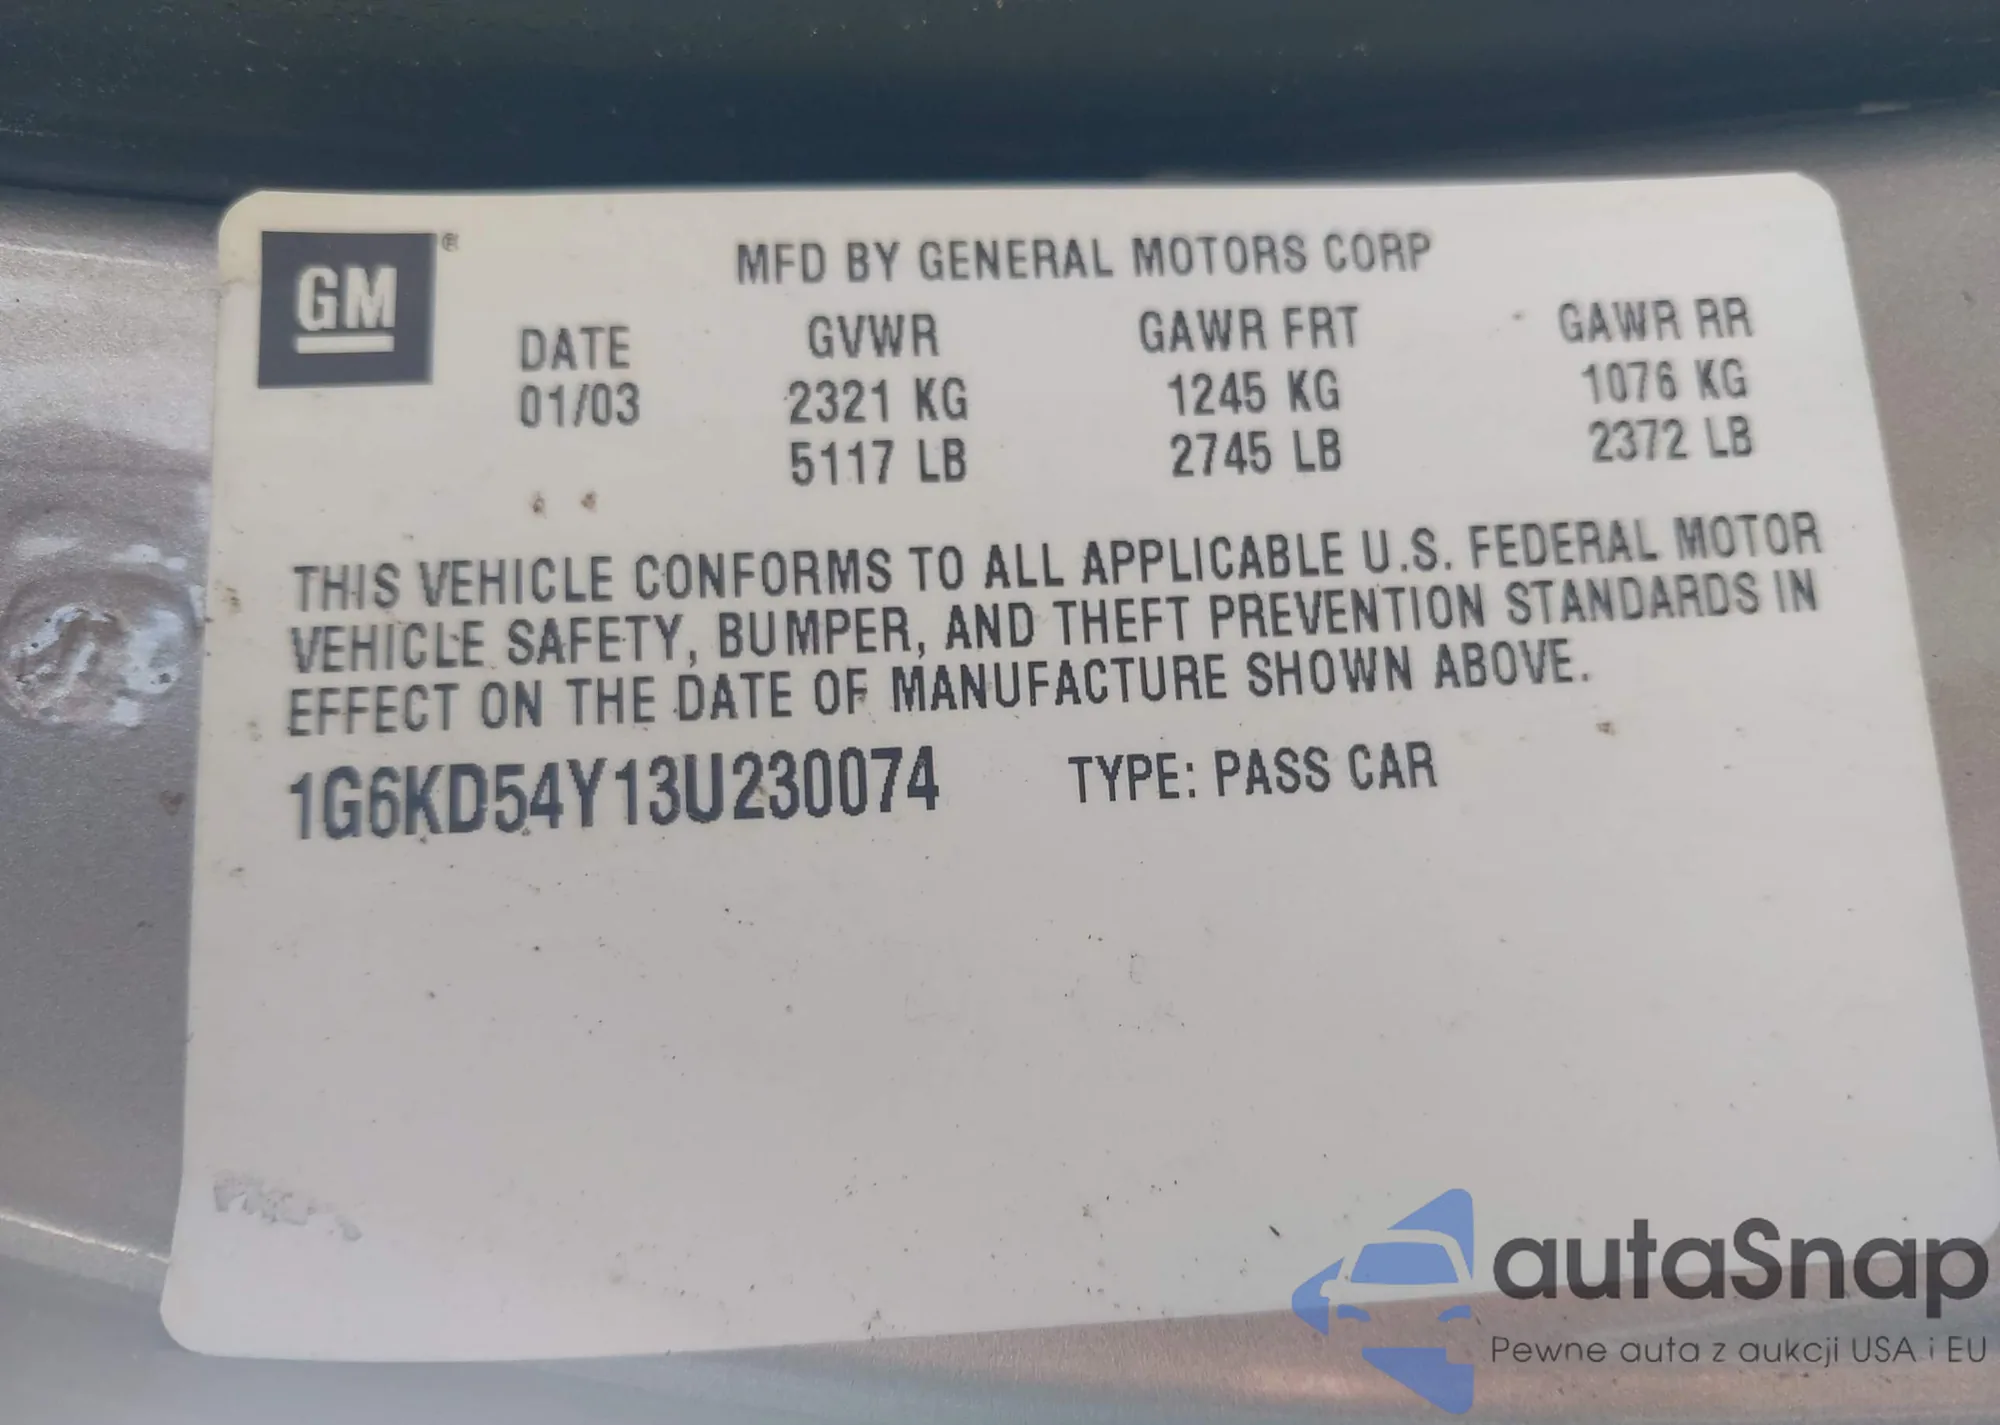 GM ®
MFD BY GENERAL MOTORS CORP
DATE GVWR GAWR FRT GAWR RR
01/03 2321 KG 1245 KG 1076 KG
5117 LB 2745 LB 2372 LB
THIS VEHICLE CONFORMS TO ALL APPLICABLE U.S. FEDERAL MOTOR
VEHICLE SAFETY, BUMPER, AND THEFT PREVENTION STANDARDS IN
EFFECT ON THE DATE OF MANUFACTURE SHOWN ABOVE.
1G6KD54Y13U230074 TYPE: PASS CAR
autaSnap
Pewne auta z aukcji USA i EU